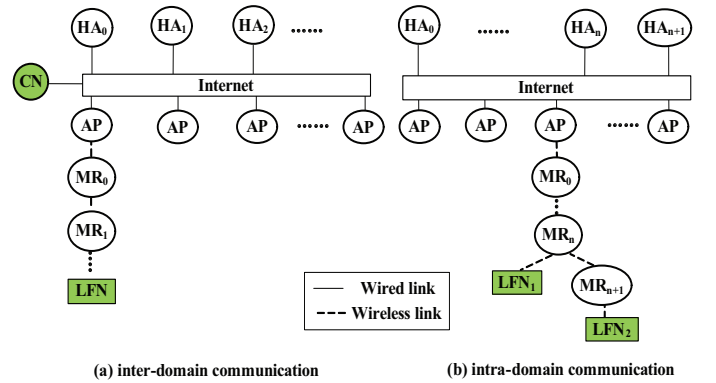 HA₀ HA₁ HA₂ ...... HA₀ ...... HAₙ HAₙ₊₁
CN
Internet Internet
AP AP AP ...... AP AP AP AP ...... AP
MR₀ MR₀
MR₁
MRₙ
LFN LFN₁ MRₙ₊₁
Wired link
Wireless link
LFN₂
(a) inter-domain communication (b) intra-domain communication